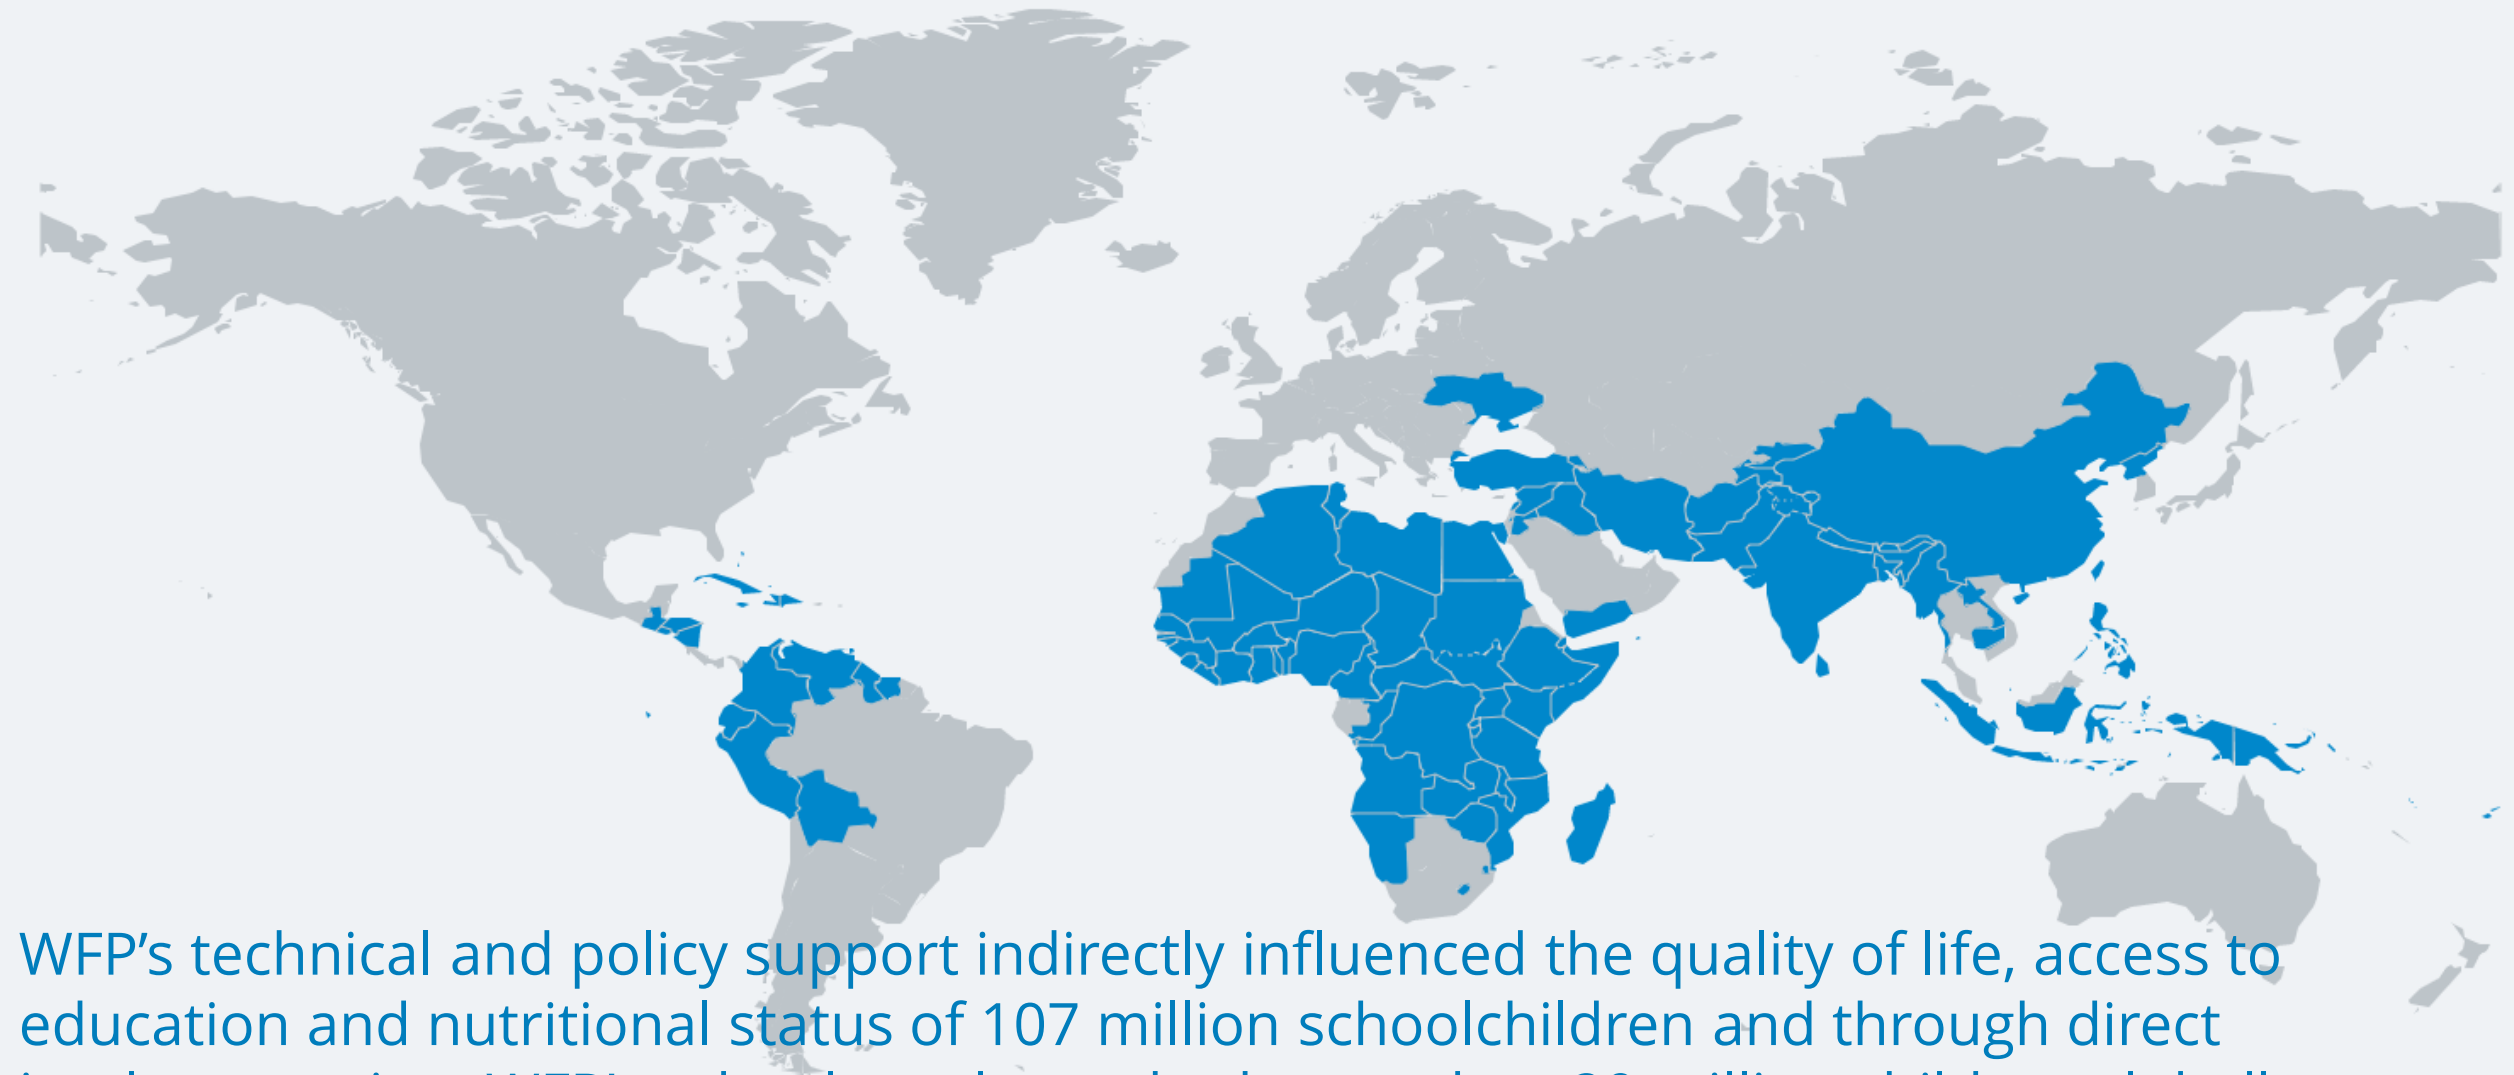 WFP’s technical and policy support indirectly influenced the quality of life, access to
education and nutritional status of 107 million schoolchildren and through direct